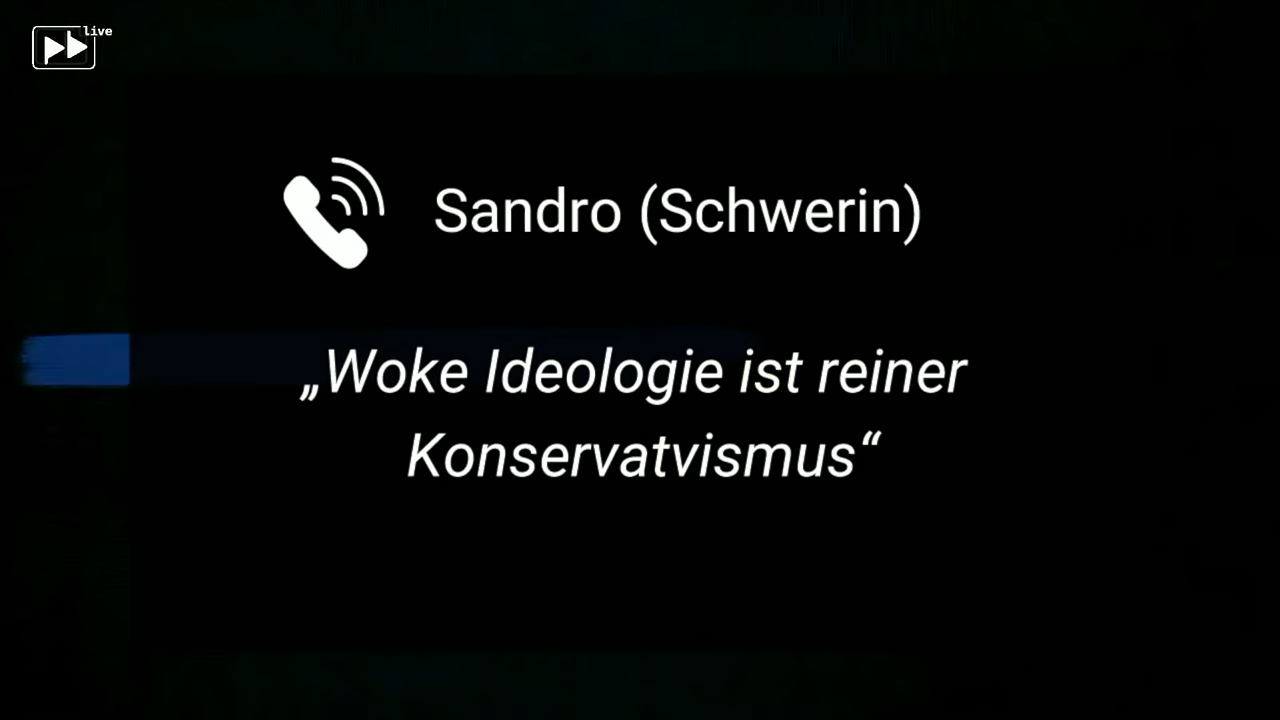 live
Sandro (Schwerin)
„Woke Ideologie ist reiner
Konservatvismus“